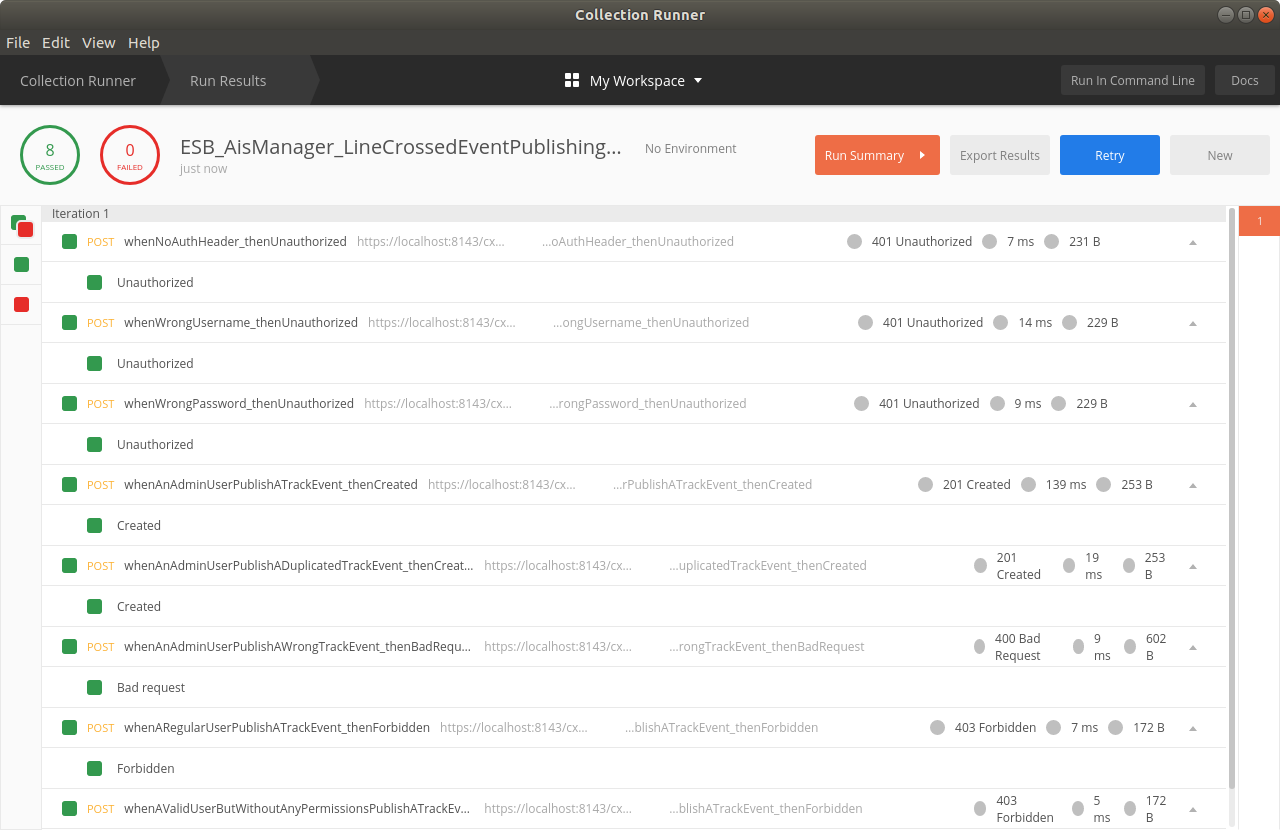 Collection Runner
File Edit View Help
Collection Runner Run Results My Workspace Run In Command Line Docs
8 PASSED 0 FAILED ESB_AisManager_LineCrossedEventPublishing... No Environment Run Summary Export Results Retry New
just now
Iteration 1 1
POST whenNoAuthHeader_thenUnauthorized https://localhost:8143/cx... ...oAuthHeader_thenUnauthorized 401 Unauthorized 7 ms 231 B
Unauthorized
POST whenWrongUsername_thenUnauthorized https://localhost:8143/cx... ...ongUsername_thenUnauthorized 401 Unauthorized 14 ms 229 B
Unauthorized
POST whenWrongPassword_thenUnauthorized https://localhost:8143/cx... ...rongPassword_thenUnauthorized 401 Unauthorized 9 ms 229 B
Unauthorized
POST whenAnAdminUserPublishATrackEvent_thenCreated https://localhost:8143/cx... ...rPublishATrackEvent_thenCreated 201 Created 139 ms 253 B
Created
POST whenAnAdminUserPublishADuplicatedTrackEvent_thenCreat... https://localhost:8143/cx... ...uplicatedTrackEvent_thenCreated 201 Created 19 ms 253 B
Created
POST whenAnAdminUserPublishAWrongTrackEvent_thenBadRequ... https://localhost:8143/cx... ...rongTrackEvent_thenBadRequest 400 Bad Request 9 ms 602 B
Bad request
POST whenARegularUserPublishATrackEvent_thenForbidden https://localhost:8143/cx... ...blishATrackEvent_thenForbidden 403 Forbidden 7 ms 172 B
Forbidden
POST whenAValidUserButWithoutAnyPermissionsPublishATrackEv... https://localhost:8143/cx... ...blishATrackEvent_thenForbidden 403 Forbidden 5 ms 172 B